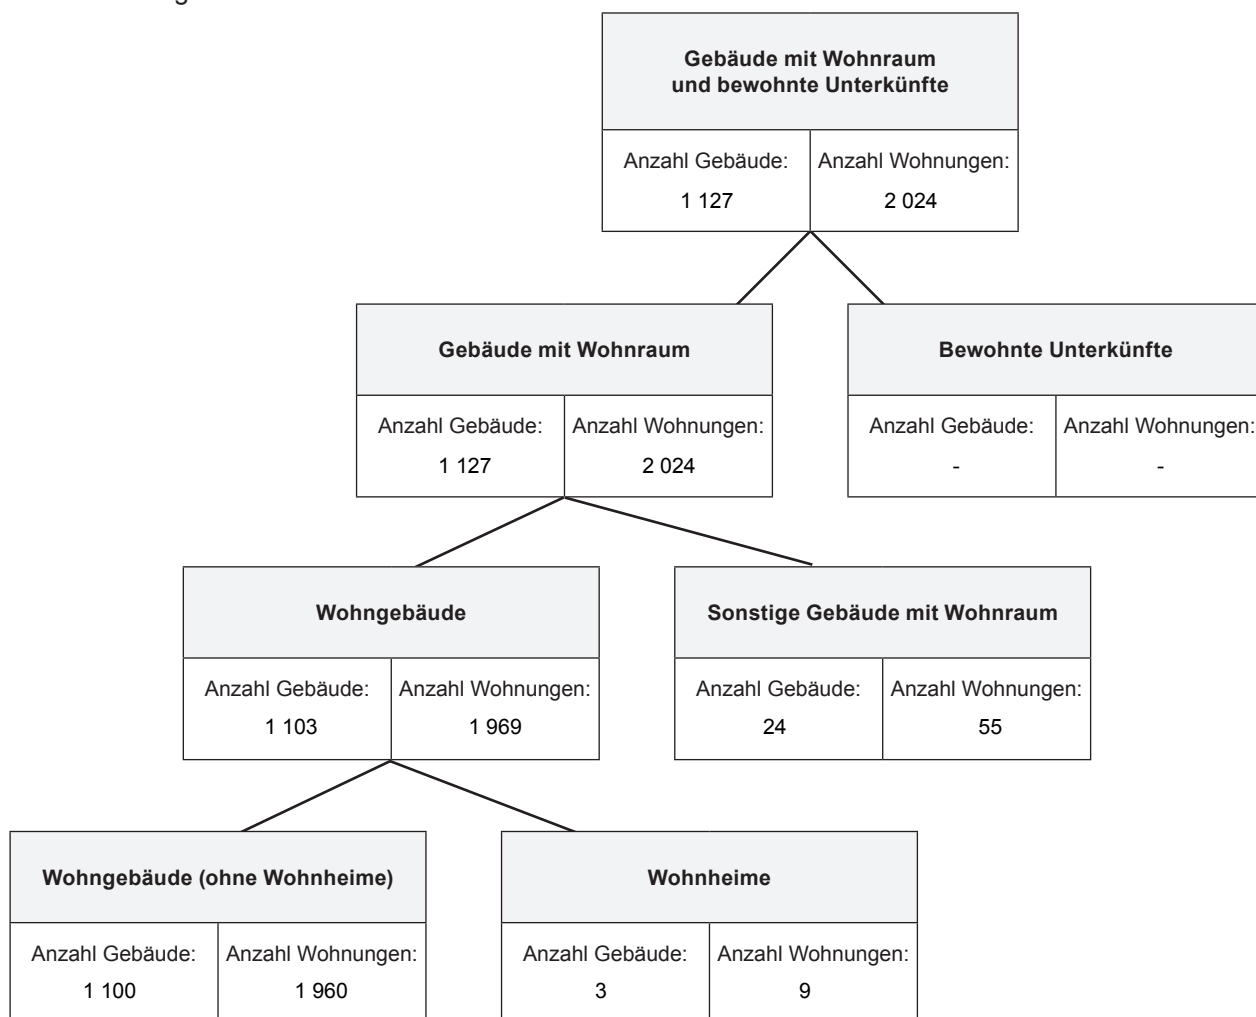 Gebäude mit Wohnraum
und bewohnte Unterkünfte
Anzahl Gebäude: Anzahl Wohnungen:
1 127 2 024
Gebäude mit Wohnraum Bewohnte Unterkünfte
Anzahl Gebäude: Anzahl Wohnungen: Anzahl Gebäude: Anzahl Wohnungen:
1 127 2 024 - -
Wohngebäude Sonstige Gebäude mit Wohnraum
Anzahl Gebäude: Anzahl Wohnungen: Anzahl Gebäude: Anzahl Wohnungen:
1 103 1 969 24 55
Wohngebäude (ohne Wohnheime) Wohnheime
Anzahl Gebäude: Anzahl Wohnungen: Anzahl Gebäude: Anzahl Wohnungen:
1 100 1 960 3 9